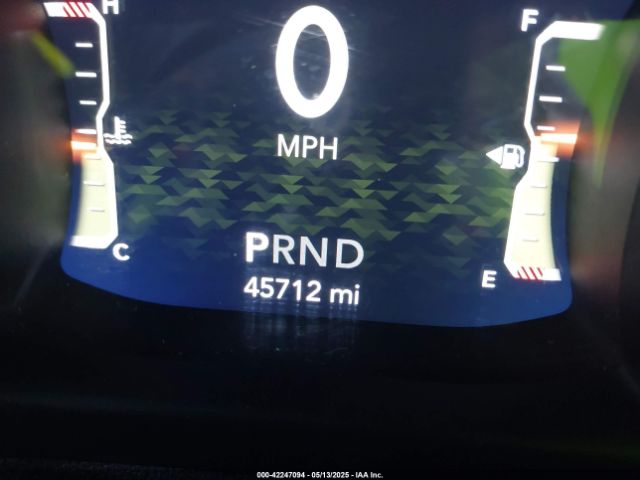 H
F
0
MPH
C
E
PRND
45712 mi
000-42247094 - 05/13/2025 - IAA Inc.